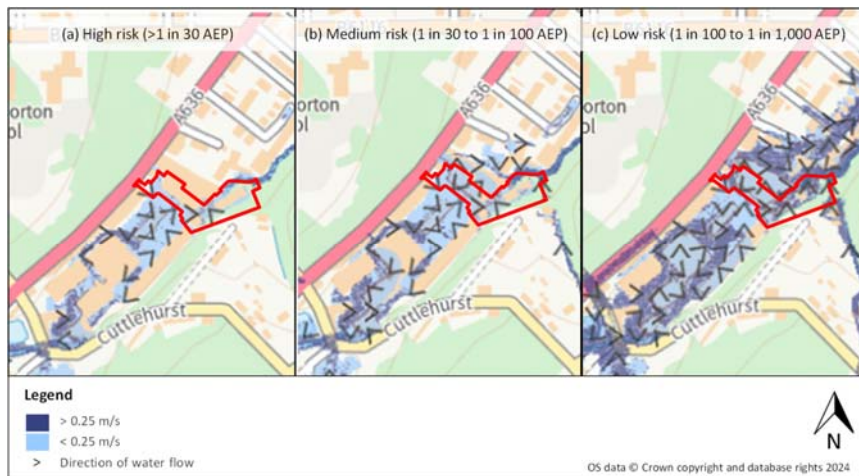 (a) High risk (>1 in 30 AEP)
(b) Medium risk (1 in 30 to 1 in 100 AEP)
(c) Low risk (1 in 100 to 1 in 1,000 AEP)
B6116
A636
orton
ol
Cuttlehurst
A636
orton
ol
Cuttlehurst
A636
orton
ol
Cuttlehurst
Legend
> 0.25 m/s
< 0.25 m/s
> Direction of water flow
N
OS data © Crown copyright and database rights 2024